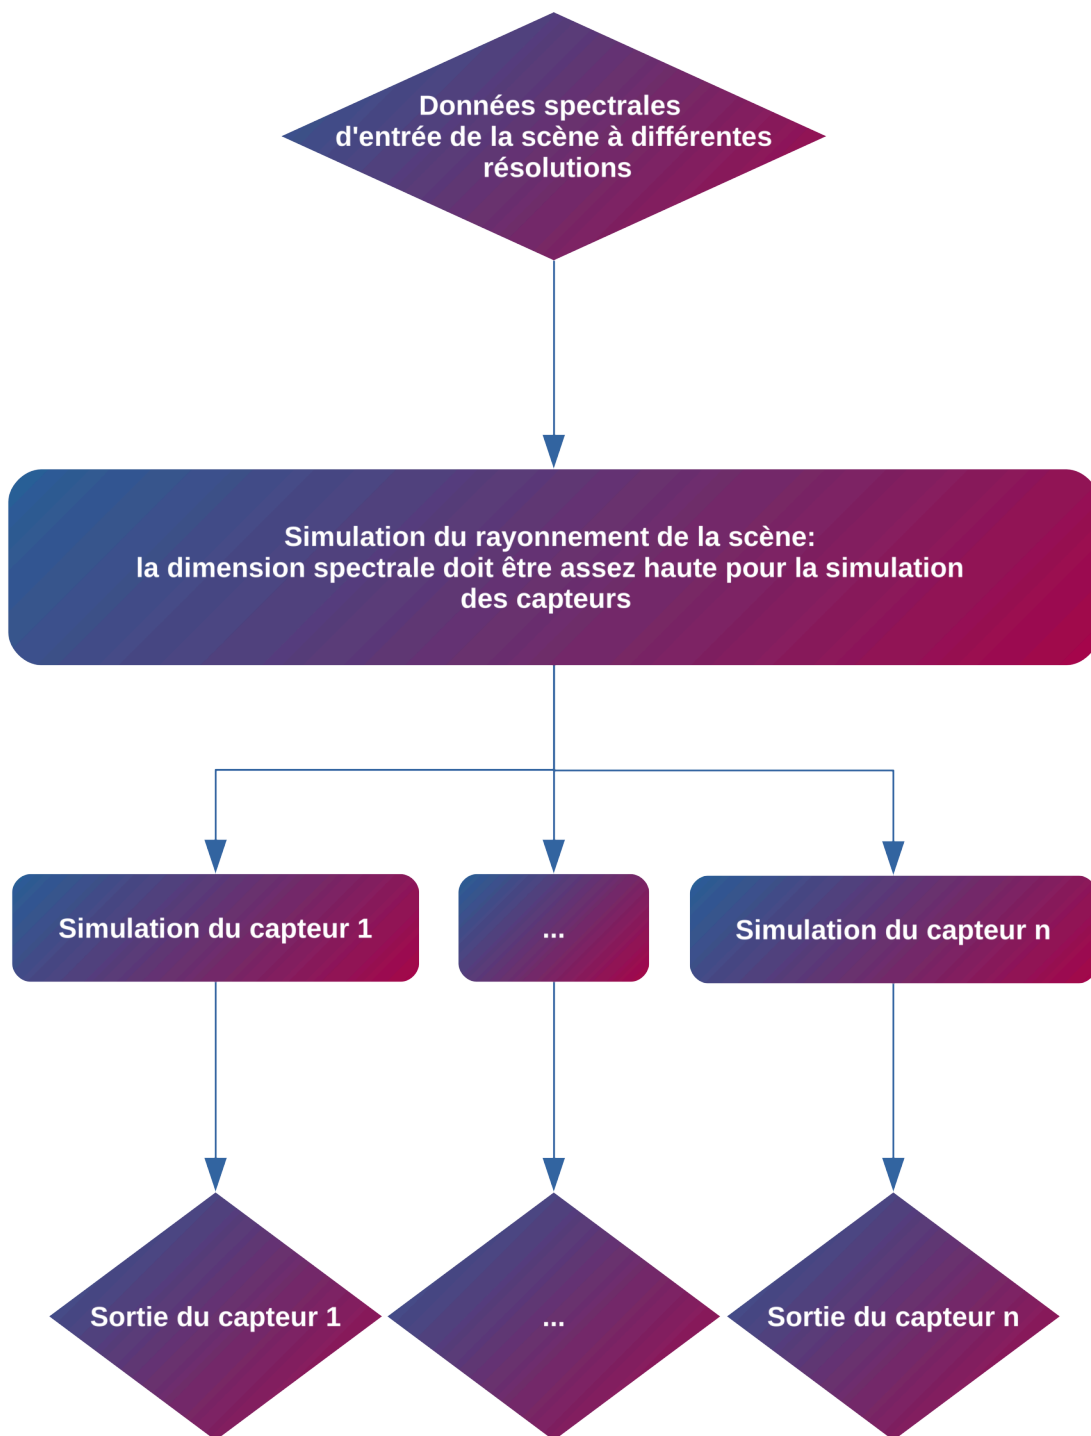 Données spectrales
d'entrée de la scène à différentes
résolutions
Simulation du rayonnement de la scène:
la dimension spectrale doit être assez haute pour la simulation
des capteurs
Simulation du capteur 1
...
Simulation du capteur n
Sortie du capteur 1
...
Sortie du capteur n